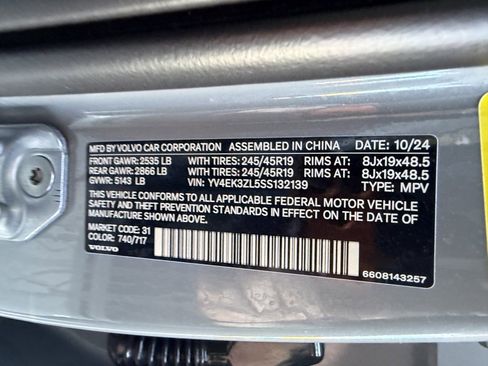 MFD BY VOLVO CAR CORPORATION ASSEMBLED IN CHINA DATE: 10/24
FRONT GAWR: 2535 LB WITH TIRES: 245/45R19 RIMS AT: 8Jx19x48.5
REAR GAWR: 2866 LB WITH TIRES: 245/45R19 RIMS AT: 8Jx19x48.5
GVWR: 5143 LB VIN: YV4EK3ZL5SS132139 TYPE: MPV
THIS VEHICLE CONFORMS TO ALL APPLICABLE FEDERAL MOTOR VEHICLE
SAFETY AND THEFT PREVENTION STANDARDS IN EFFECT ON THE DATE OF
MANUFACTURE SHOWN ABOVE.
MARKET CODE: 31
COLOR: 740/717
VOLVO
6608143257